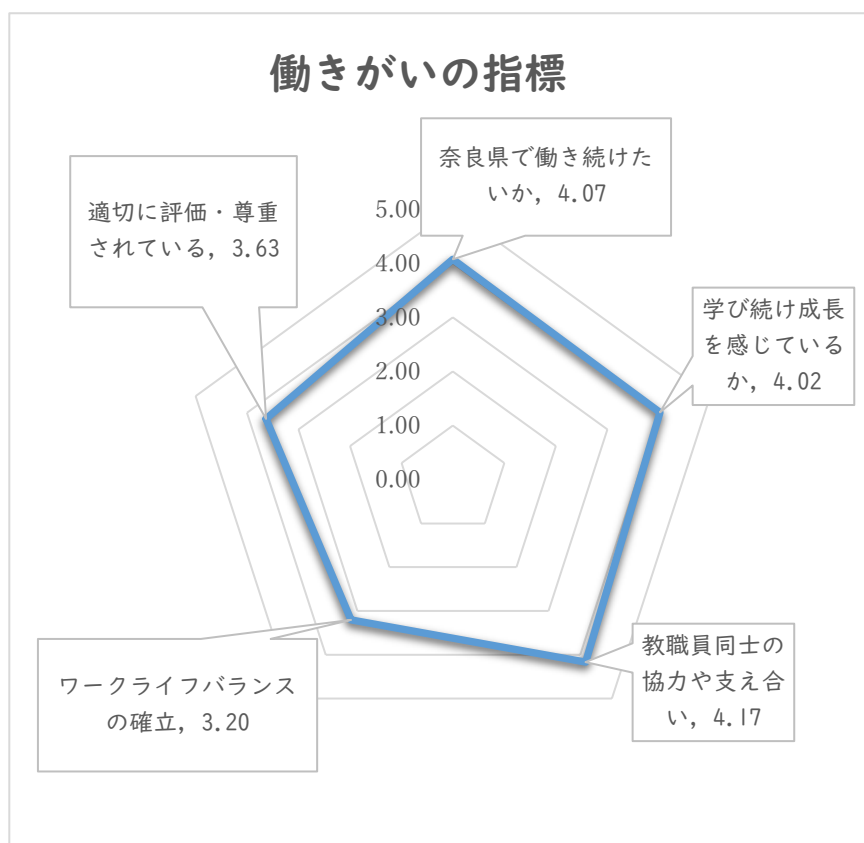 働きがいの指標
奈良県で働き続けた
いか, 4.07
適切に評価・尊重
されている, 3.63
5.00
4.00
3.00
2.00
1.00
0.00
学び続け成長
を感じている
か, 4.02
教職員同士の
協力や支え合
い, 4.17
ワークライフバランス
の確立, 3.20